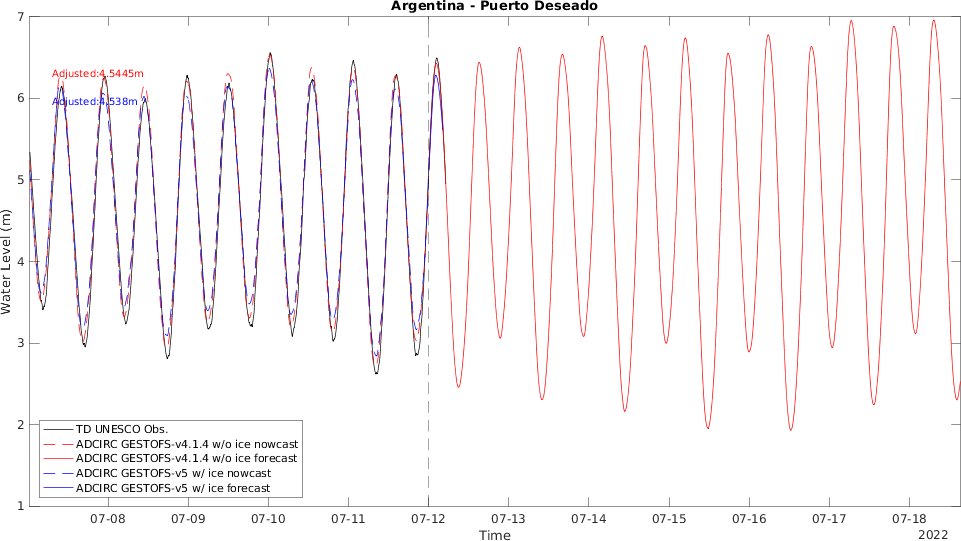 Argentina - Puerto Deseado
Water Level (m)
7
6
5
4
3
2
1
Adjusted:4.5445m
Adjusted:4.538m
TD UNESCO Obs.
ADCIRC GESTOFS-v4.1.4 w/o ice nowcast
ADCIRC GESTOFS-v4.1.4 w/o ice forecast
ADCIRC GESTOFS-v5 w/ ice nowcast
ADCIRC GESTOFS-v5 w/ ice forecast
07-08 07-09 07-10 07-11 07-12 07-13 07-14 07-15 07-16 07-17 07-18
Time
2022